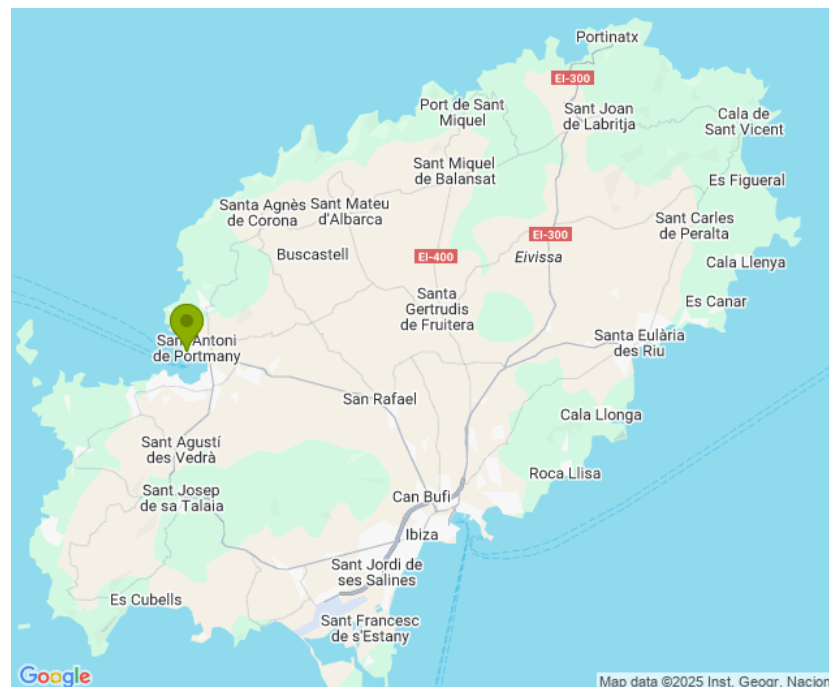 Portinatx
EI-300
Port de Sant
Miquel
Sant Joan
de Labritja
Cala de
Sant Vicent
Sant Miquel
de Balansat
Es Figueral
Santa Agnès
de Corona
Sant Mateu
d'Albarca
Sant Carles
de Peralta
EI-300
Buscastell
EI-400
Eivissa
Cala Llenya
Santa
Gertrudis
de Fruitera
Es Canar
Sant Antoni
de Portmany
Santa Eulària
des Riu
San Rafael
Cala Llonga
Sant Agustí
des Vedrà
Roca Llisa
Sant Josep
de sa Talaia
Can Bufi
Ibiza
Sant Jordi de
ses Salines
Es Cubells
Sant Francesc
de s'Estany
Google
Map data ©2025 Inst. Geogr. Nacion